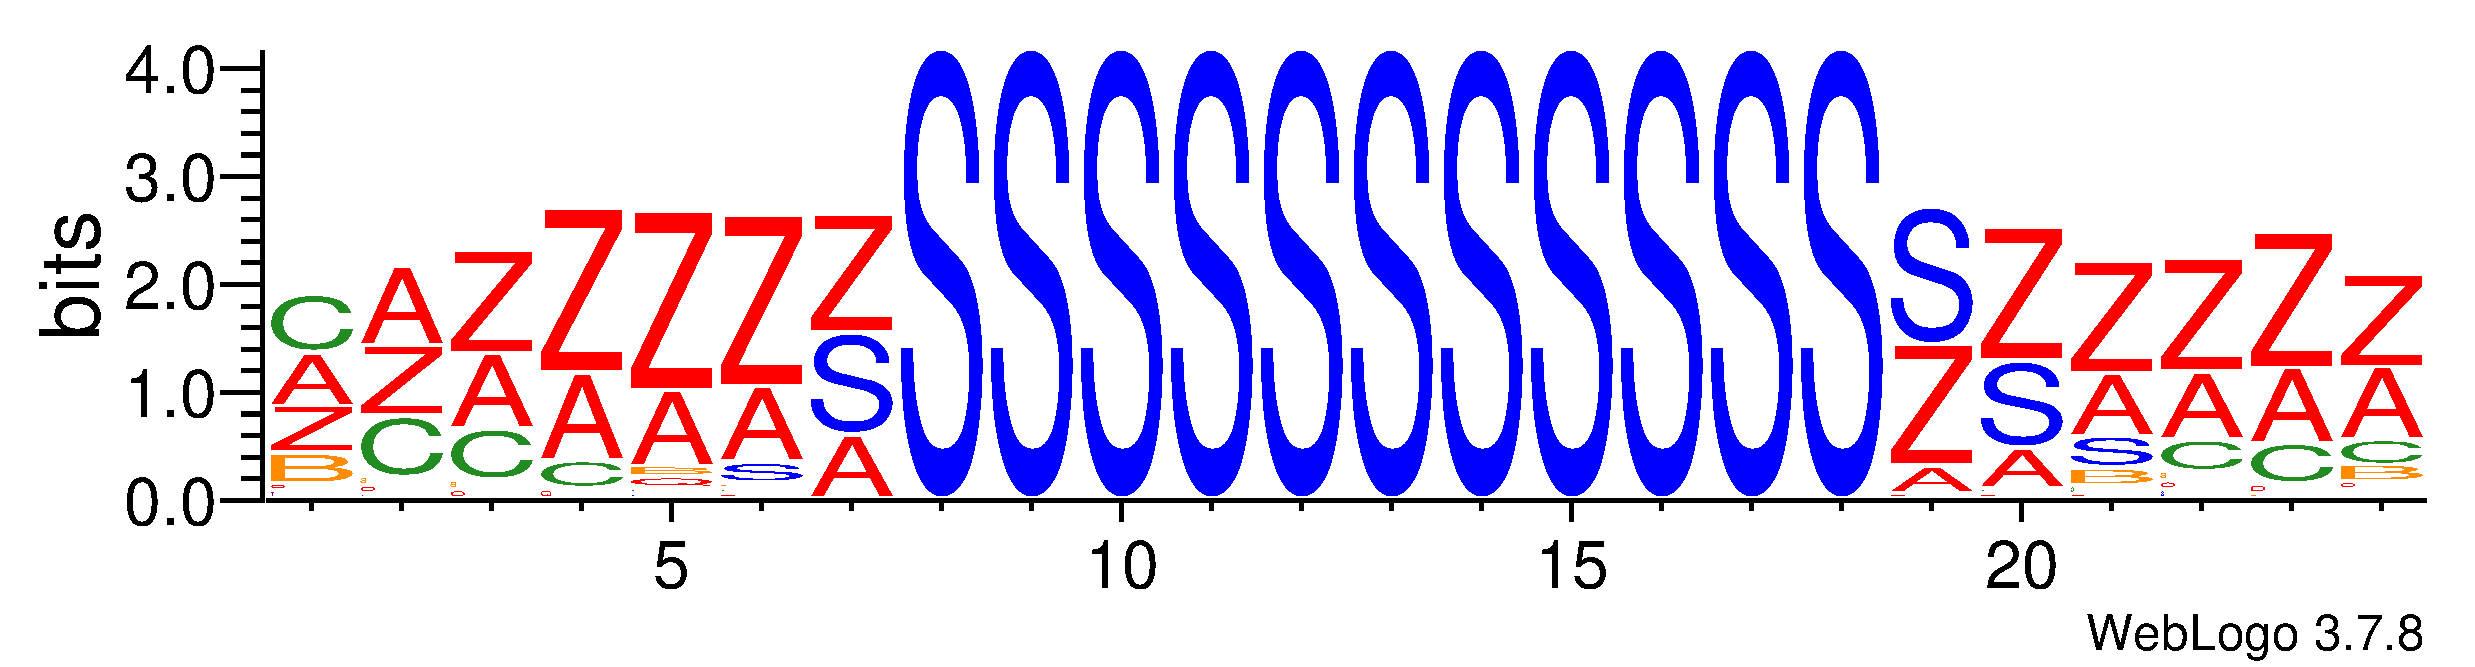 4.0
3.0
2.0
1.0
0.0
bits
C A Z Z Z Z Z S S S S S S S S S S S S Z Z Z Z Z
A Z A A A A S Z S A A A A
Z C C C B S A A A S C C C
B O B B
5 10 15 20
WebLogo 3.7.8